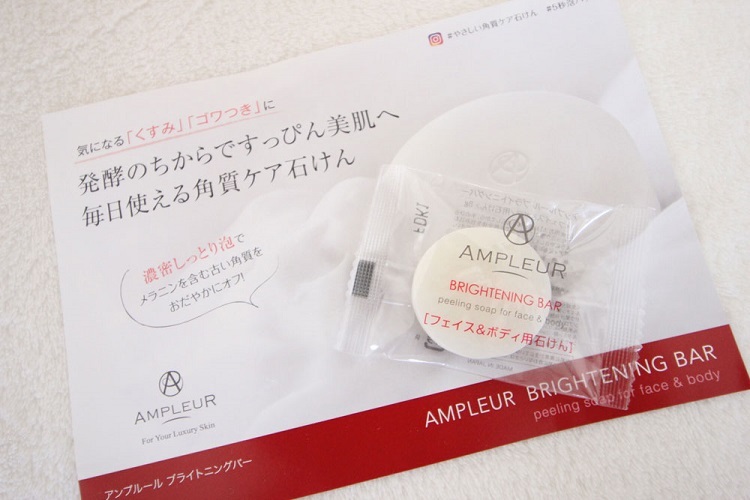 #やさしい角質ケア石けん #5秒泡パ
気になる「くすみ」「ゴワつき」に
発酵のちからですっぴん美肌へ
毎日使える角質ケア石けん
濃密しっとり泡で
メラニンを含む古い角質を
おだやかにオフ!
AMPLEUR
For Your Luxury Skin
FDK1
AMPLEUR
BRIGHTENING BAR
peeling soap for face & body
[フェイス&ボディ用石けん]
AMPLEUR BRIGHTENING BAR
peeling soap for face & body
アンプルール ブライトニングバー